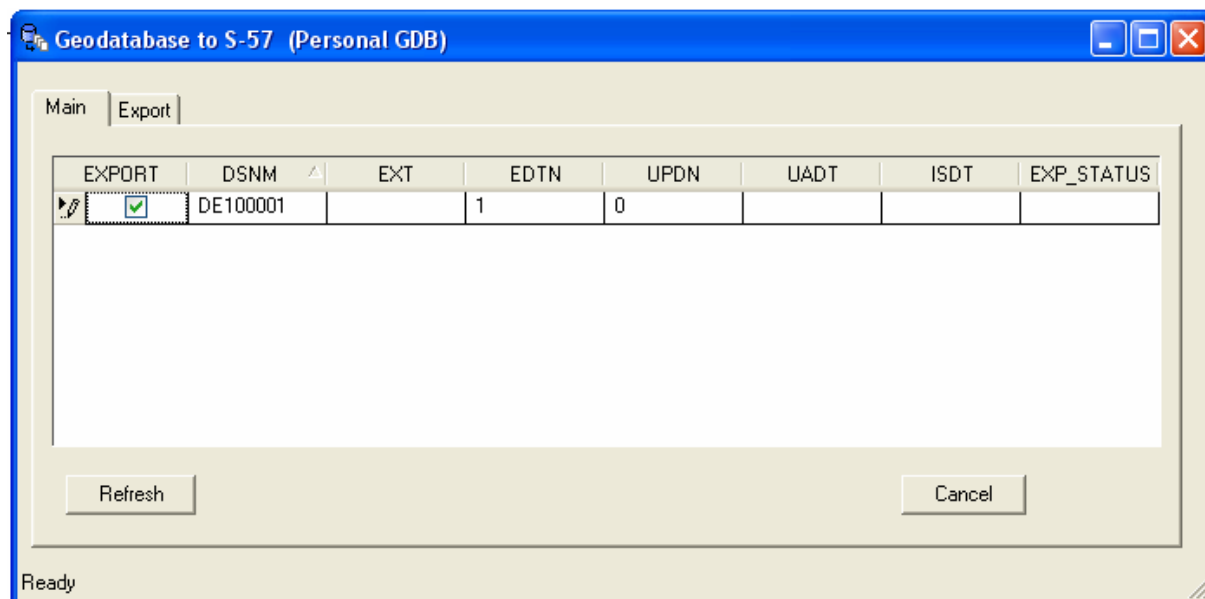 Geodatabase to S-57 (Personal GDB)
Main Export
EXPORT DSNM EXT EDTN UPDN UADT ISDT EXP_STATUS
DE100001 1 0
Refresh Cancel
Ready